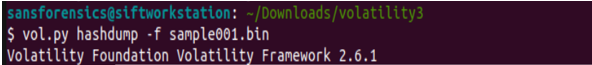 sansforensics@siftworkstation: ~/Downloads/volatility3
$ vol.py hashdump -f sample001.bin
Volatility Foundation Volatility Framework 2.6.1